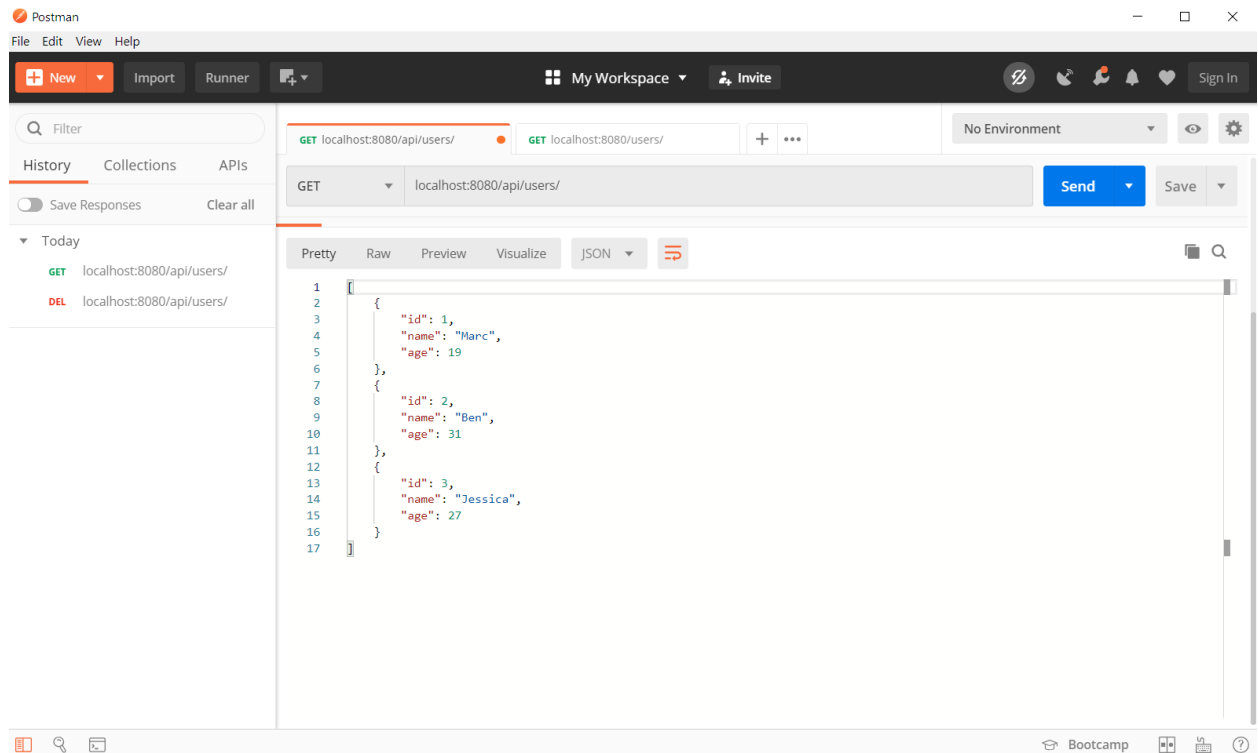 Postman
File Edit View Help
New Import Runner My Workspace Invite Sign In
Filter
History Collections APIs
Save Responses Clear all
Today
GET localhost:8080/api/users/
DEL localhost:8080/api/users/
GET localhost:8080/api/users/ GET localhost:8080/users/ No Environment
GET localhost:8080/api/users/ Send Save
Pretty Raw Preview Visualize JSON
1 [
2 {
3 "id": 1,
4 "name": "Marc",
5 "age": 19
6 },
7 {
8 "id": 2,
9 "name": "Ben",
10 "age": 31
11 },
12 {
13 "id": 3,
14 "name": "Jessica",
15 "age": 27
16 }
17 ]
Bootcamp